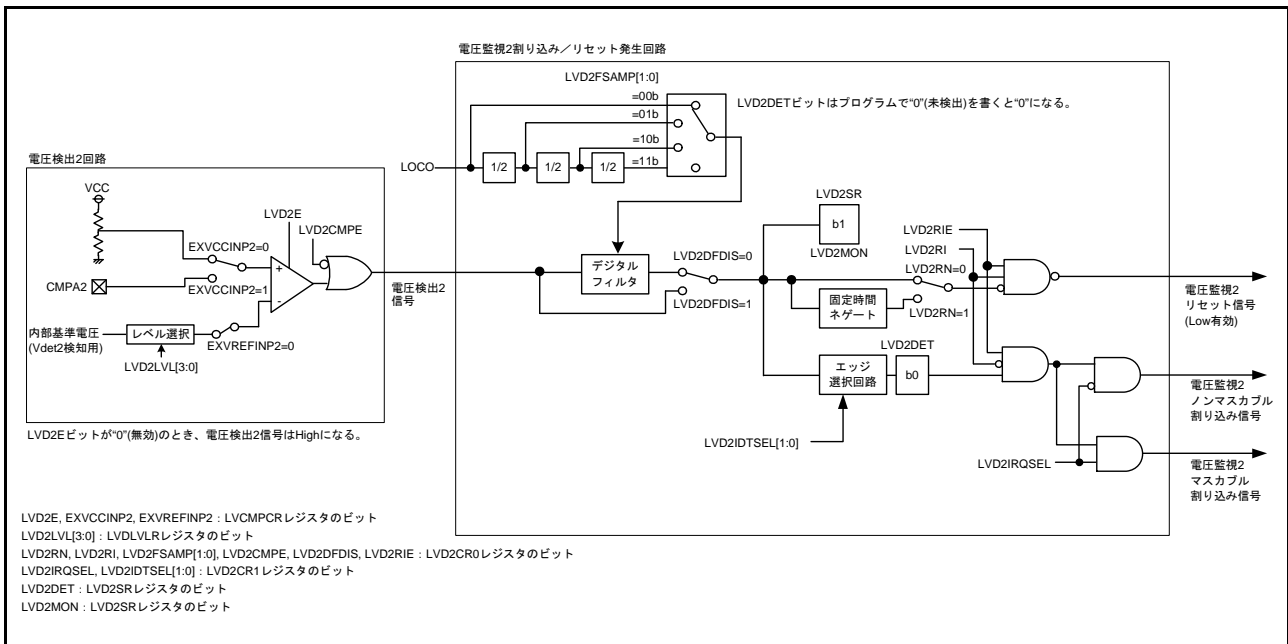 電圧監視2割り込み／リセット発生回路
LVD2FSAMP[1:0]
=00b
=01b
=10b
=11b
LVD2DETビットはプログラムで“0”(未検出)を書くと“0”になる。
LOCO
1/2
1/2
1/2
電圧検出2回路
VCC
LVD2E
LVD2CMPE
EXVCCINP2=0
EXVCCINP2=1
CMPA2
+
-
内部基準電圧
(Vdet2検知用)
レベル選択
EXVREFINP2=0
LVD2LVL[3:0]
電圧検出2
信号
LVD2Eビットが“0”(無効)のとき、電圧検出2信号はHighになる。
デジタル
フィルタ
LVD2DFDIS=0
LVD2DFDIS=1
LVD2SR
b1
LVD2MON
LVD2RIE
LVD2RI
LVD2RN=0
固定時間
ネゲート
LVD2RN=1
LVD2DET
エッジ
選択回路
b0
LVD2IDTSEL[1:0]
LVD2IRQSEL
電圧監視2
リセット信号
(Low有効)
電圧監視2
ノンマスカブル
割り込み信号
電圧監視2
マスカブル
割り込み信号
LVD2E, EXVCCINP2, EXVREFINP2 : LVCMPCRレジスタのビット
LVD2LVL[3:0] : LVDLVLRレジスタのビット
LVD2RN, LVD2RI, LVD2FSAMP[1:0], LVD2CMPE, LVD2DFDIS, LVD2RIE : LVD2CR0レジスタのビット
LVD2IRQSEL, LVD2IDTSEL[1:0] : LVD2CR1レジスタのビット
LVD2DET : LVD2SRレジスタのビット
LVD2MON : LVD2SRレジスタのビット